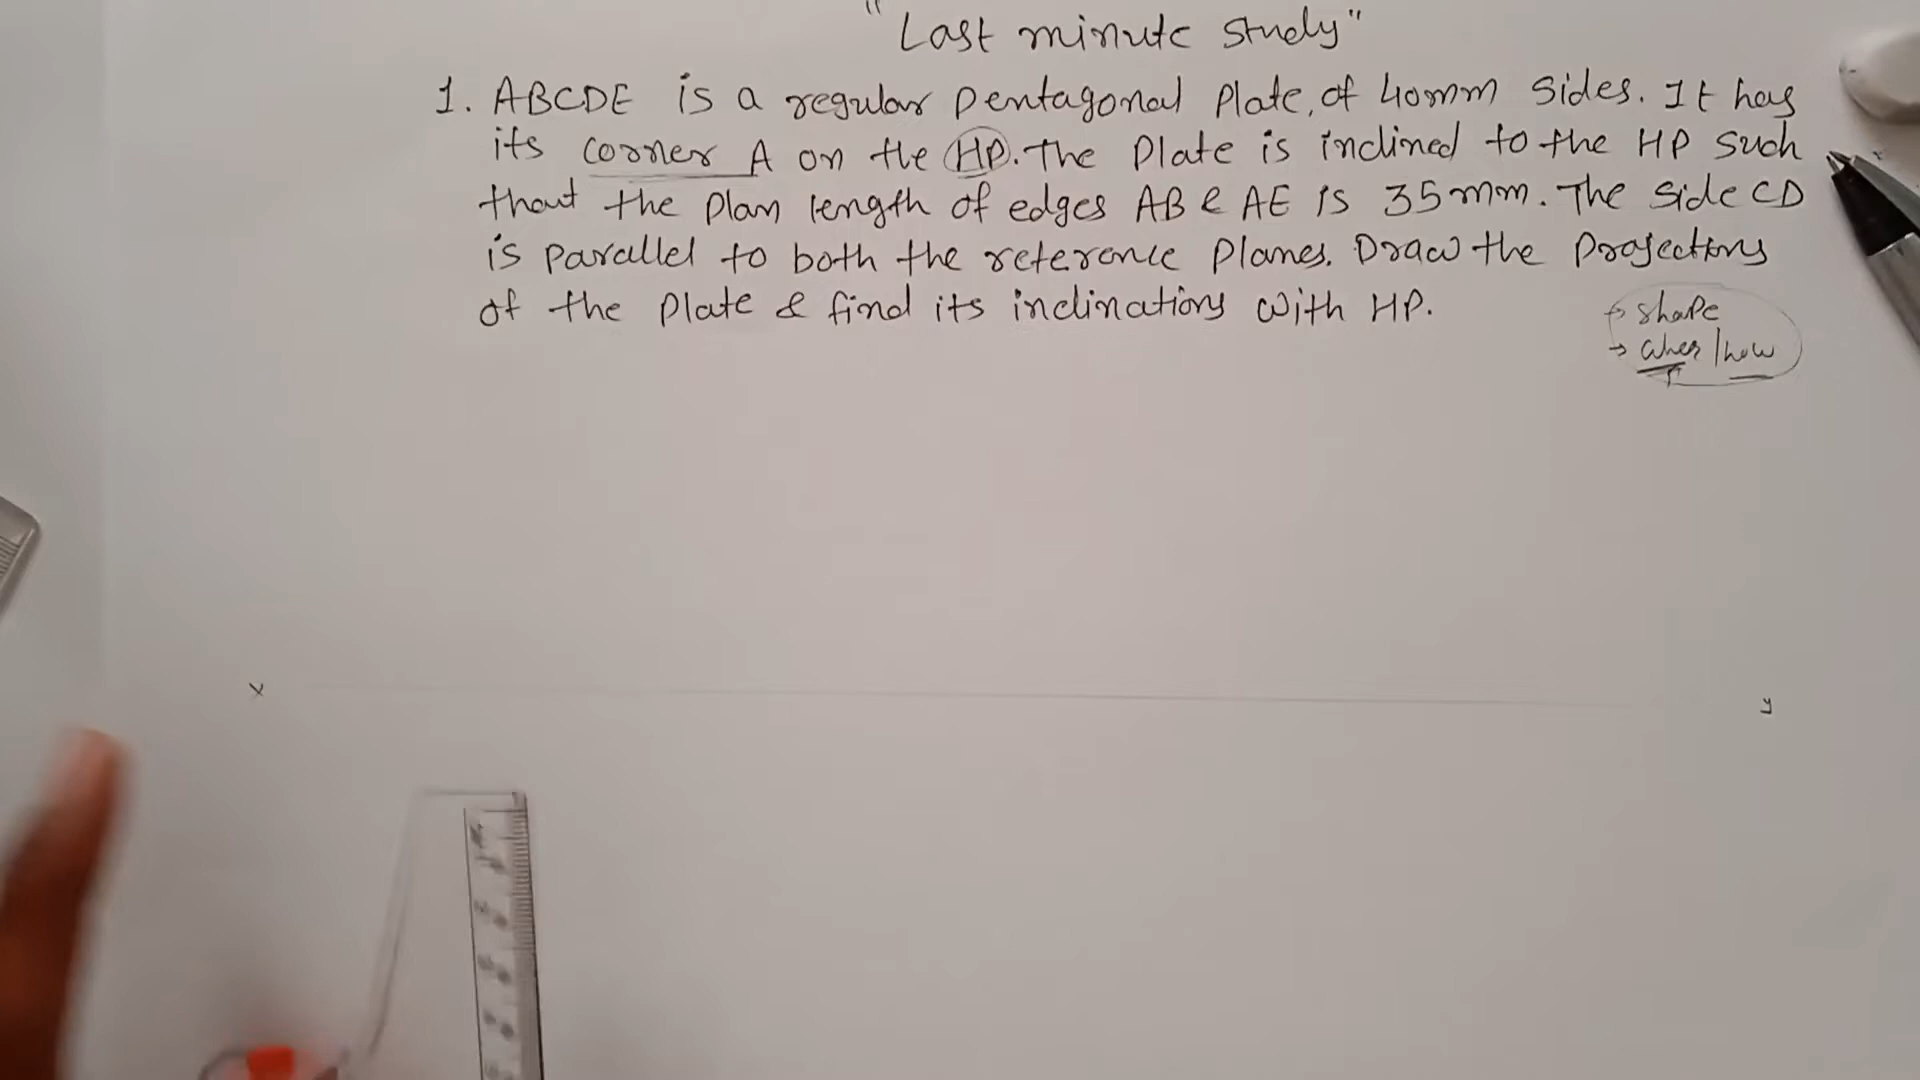 "Last minute study"
1. ABCDE is a regular pentagonal plate, of 40mm sides. It has
its corner A on the HP. The plate is inclined to the HP such
that the plan length of edges AB & AE is 35mm. The side CD
is parallel to both the reference planes. Draw the projections
of the plate & find its inclinations with HP.
→ shape
→ when / how
x
y